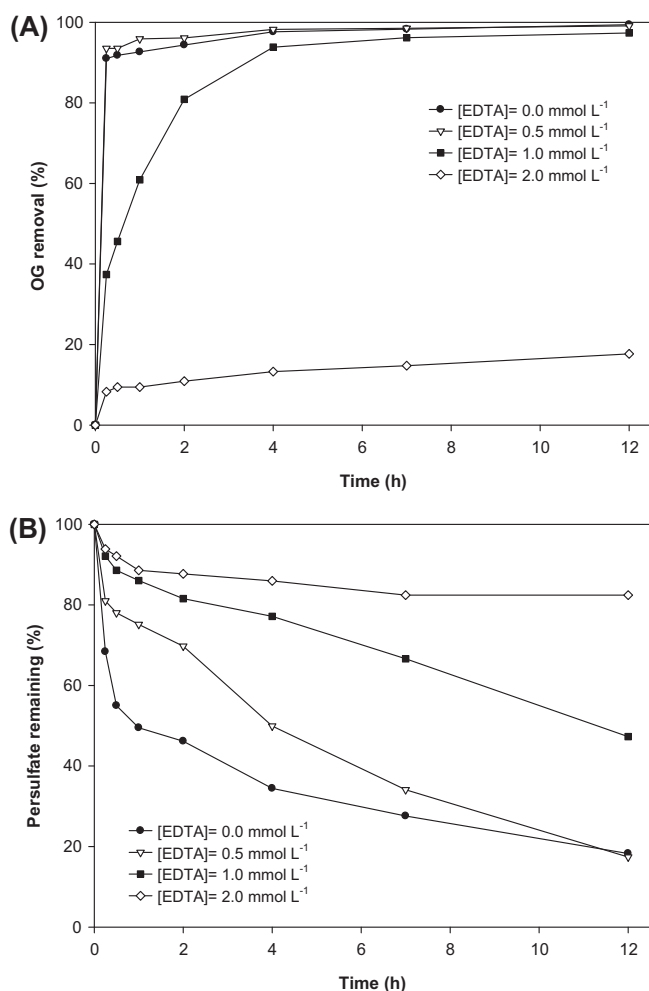 (A)
100
80
60
40
20
0
OG removal (%)
[EDTA]= 0.0 mmol L⁻¹
[EDTA]= 0.5 mmol L⁻¹
[EDTA]= 1.0 mmol L⁻¹
[EDTA]= 2.0 mmol L⁻¹
0 2 4 6 8 10 12
Time (h)
(B)
100
80
60
40
20
0
Persulfate remaining (%)
[EDTA]= 0.0 mmol L⁻¹
[EDTA]= 0.5 mmol L⁻¹
[EDTA]= 1.0 mmol L⁻¹
[EDTA]= 2.0 mmol L⁻¹
0 2 4 6 8 10 12
Time (h)